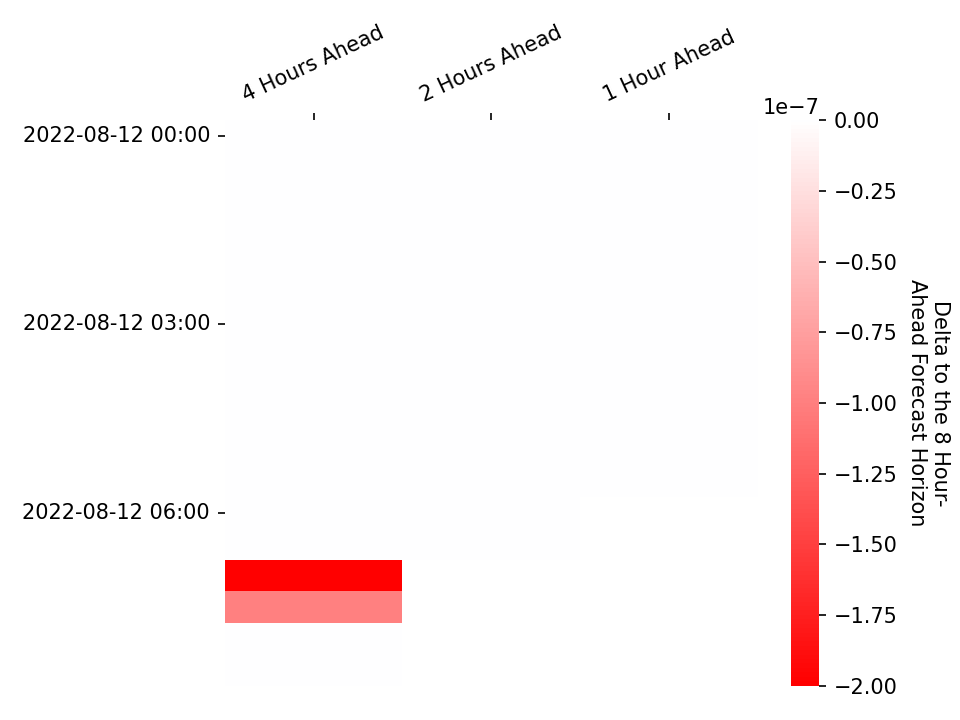 4 Hours Ahead
2 Hours Ahead
1 Hour Ahead
1e−7
2022-08-12 00:00
2022-08-12 03:00
2022-08-12 06:00
0.00
−0.25
−0.50
−0.75
−1.00
−1.25
−1.50
−1.75
−2.00
Delta to the 8 Hour-
Ahead Forecast Horizon